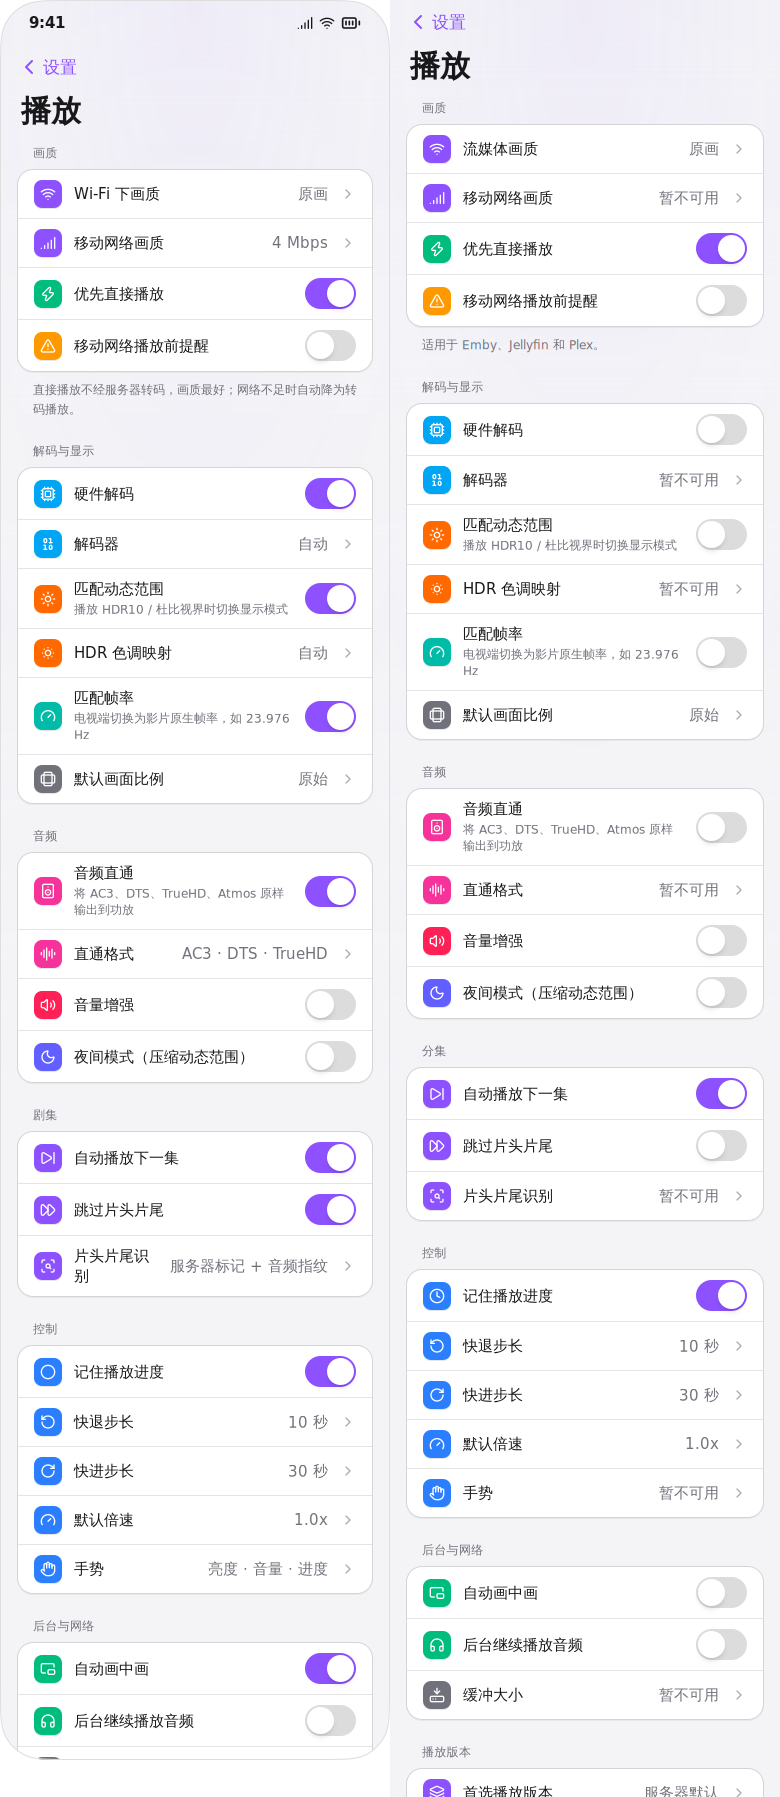 9:41
设置
播放
画质
Wi-Fi 下画质 原画
移动网络画质 4 Mbps
优先直接播放
移动网络播放前提醒
直接播放不经服务器转码，画质最好；网络不足时自动降为转
码播放。
解码与显示
硬件解码
01
10
解码器 自动
匹配动态范围
播放 HDR10 / 杜比视界时切换显示模式
HDR 色调映射 自动
匹配帧率
电视端切换为影片原生帧率，如 23.976
Hz
默认画面比例 原始
音频
音频直通
将 AC3、DTS、TrueHD、Atmos 原样
输出到功放
直通格式 AC3 · DTS · TrueHD
音量增强
夜间模式（压缩动态范围）
剧集
自动播放下一集
跳过片头片尾
片头片尾识
别
服务器标记 + 音频指纹
控制
记住播放进度
快退步长 10 秒
快进步长 30 秒
默认倍速 1.0x
手势 亮度 · 音量 · 进度
后台与网络
自动画中画
后台继续播放音频
设置
播放
画质
流媒体画质 原画
移动网络画质 暂不可用
优先直接播放
移动网络播放前提醒
适用于 Emby、Jellyfin 和 Plex。
解码与显示
硬件解码
01
10
解码器 暂不可用
匹配动态范围
播放 HDR10 / 杜比视界时切换显示模式
HDR 色调映射 暂不可用
匹配帧率
电视端切换为影片原生帧率，如 23.976
Hz
默认画面比例 原始
音频
音频直通
将 AC3、DTS、TrueHD、Atmos 原样
输出到功放
直通格式 暂不可用
音量增强
夜间模式（压缩动态范围）
分集
自动播放下一集
跳过片头片尾
片头片尾识别 暂不可用
控制
记住播放进度
快退步长 10 秒
快进步长 30 秒
默认倍速 1.0x
手势 暂不可用
后台与网络
自动画中画
后台继续播放音频
缓冲大小 暂不可用
播放版本
首选播放版本 服务器默认